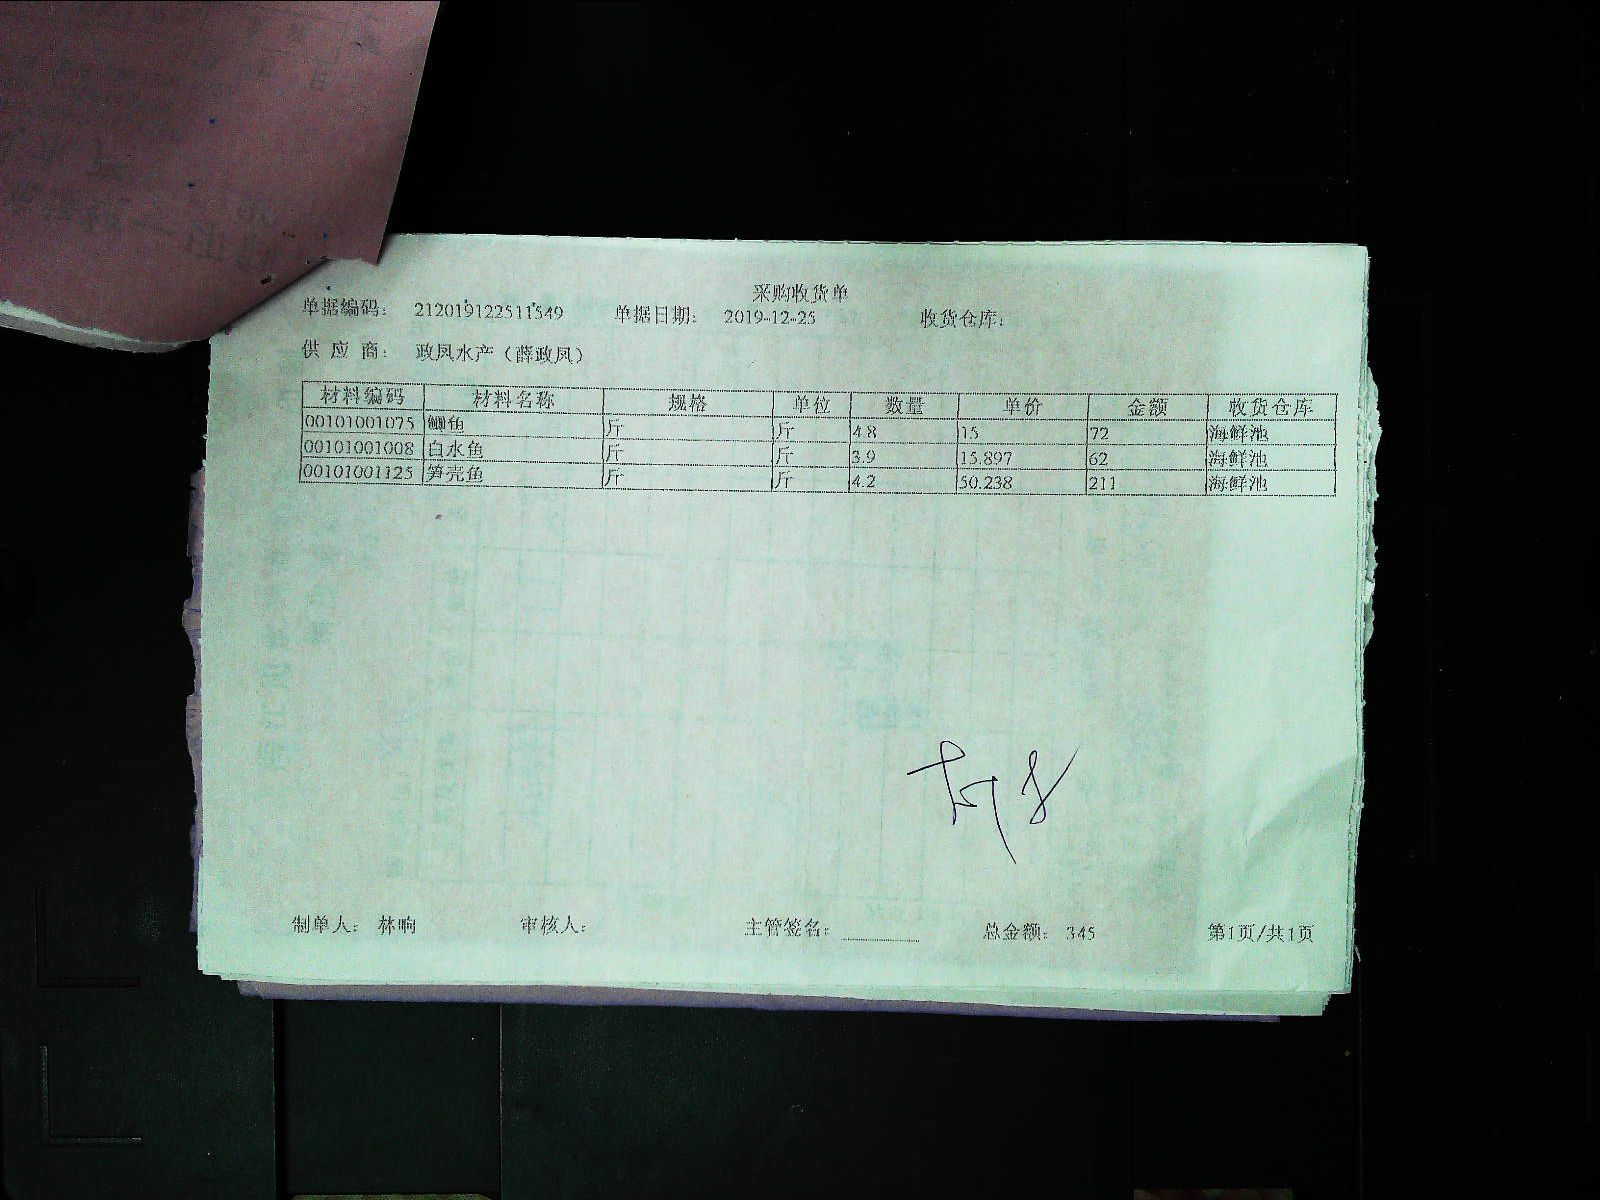 采购收货单
单据编码： 212019122511549 单据日期： 2019-12-25 收货仓库：
供 应 商： 政凤水产（薛政凤）
材料编码 材料名称 规格 单位 数量 单价 金额 收货仓库
00101001075 鲫鱼 斤 斤 4.8 15 72 海鲜池
00101001008 白水鱼 斤 斤 3.9 15.897 62 海鲜池
00101001125 笋壳鱼 斤 斤 4.2 50.238 211 海鲜池
制单人： 林响 审核人： 主管签名： 总金额： 345 第1页/共1页